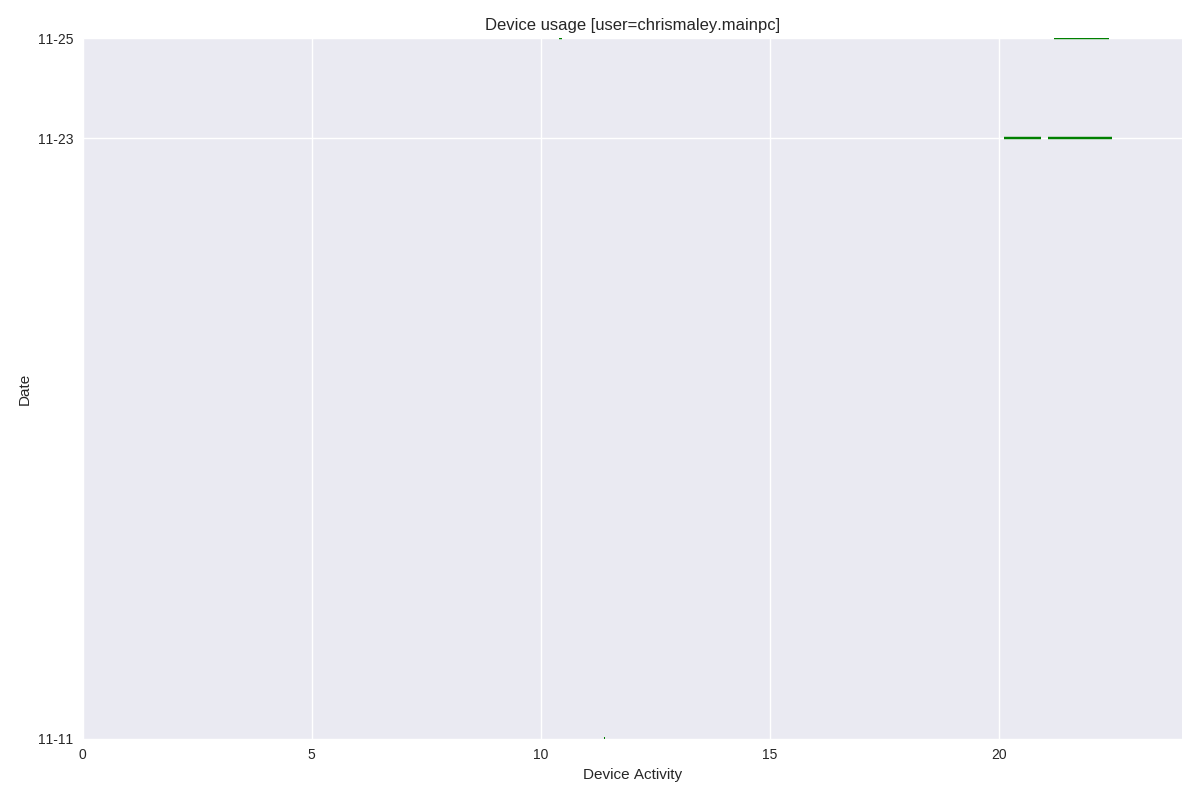 Device usage [user=chrismaley.mainpc]
11-25
11-23
Date
11-11
0 5 10 15 20
Device Activity